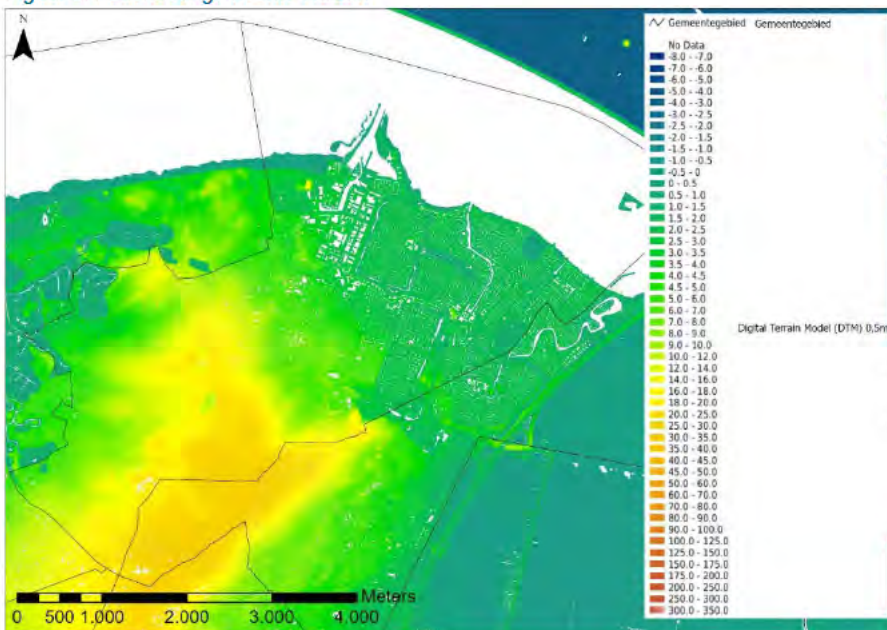 N
Gemeentegebied Gemeentegebied
No Data
-8.0 - -7.0
-7.0 - -6.0
-6.0 - -5.0
-5.0 - -4.0
-4.0 - -3.0
-3.0 - -2.5
-2.5 - -2.0
-2.0 - -1.5
-1.5 - -1.0
-1.0 - -0.5
-0.5 - 0
0 - 0.5
0.5 - 1.0
1.0 - 1.5
1.5 - 2.0
2.0 - 2.5
2.5 - 3.0
3.0 - 3.5
3.5 - 4.0
4.0 - 4.5
4.5 - 5.0
5.0 - 6.0
6.0 - 7.0
7.0 - 8.0
8.0 - 9.0
9.0 - 10.0
10.0 - 12.0
12.0 - 14.0
14.0 - 16.0
16.0 - 18.0
18.0 - 20.0
20.0 - 25.0
25.0 - 30.0
30.0 - 35.0
35.0 - 40.0
40.0 - 45.0
45.0 - 50.0
50.0 - 60.0
60.0 - 70.0
70.0 - 80.0
80.0 - 90.0
90.0 - 100.0
100.0 - 125.0
125.0 - 150.0
150.0 - 175.0
175.0 - 200.0
200.0 - 250.0
250.0 - 300.0
300.0 - 350.0
Digital Terrain Model (DTM) 0,5m
Meters
0 500 1.000 2.000 3.000 4.000